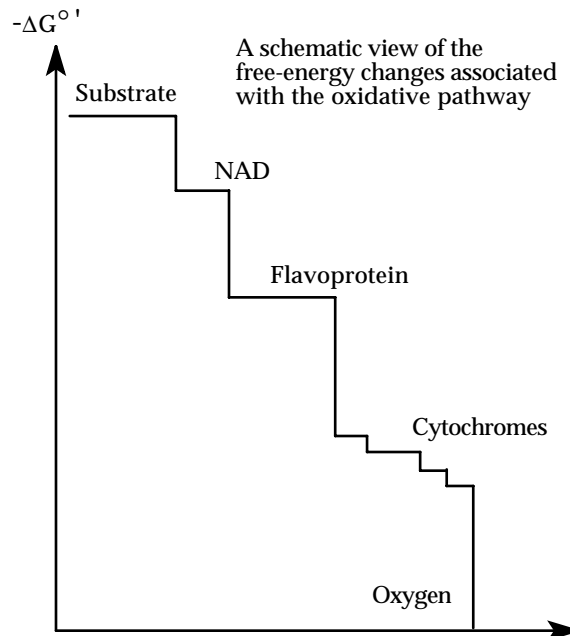 -ΔG°'
A schematic view of the
free-energy changes associated
with the oxidative pathway
Substrate
NAD
Flavoprotein
Cytochromes
Oxygen